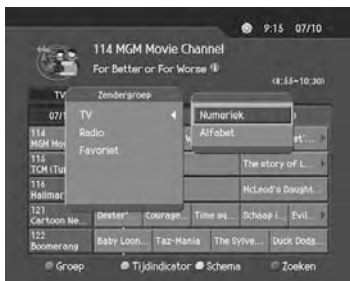 9:15 07/10
114 MGM Movie Channel
For Better or For Worse
(8:55-10:30)
TV
Zendergroep
07/1
TV
Numeriek
114
MGM Mov
Radio
Alfabet
Favoriet
115
TCM (Tu
The story of L...
116
Hallmar
McLeod's Daught...
121
Cartoon Ne...
Dexter'
Courage...
Time sq...
Schaap i...
Evil...
122
Boomerang
Baby Loon...
Taz-Mania
The Sylve...
Duck Dodg...
Groep
Tijdindicator
Schema
Zoeken